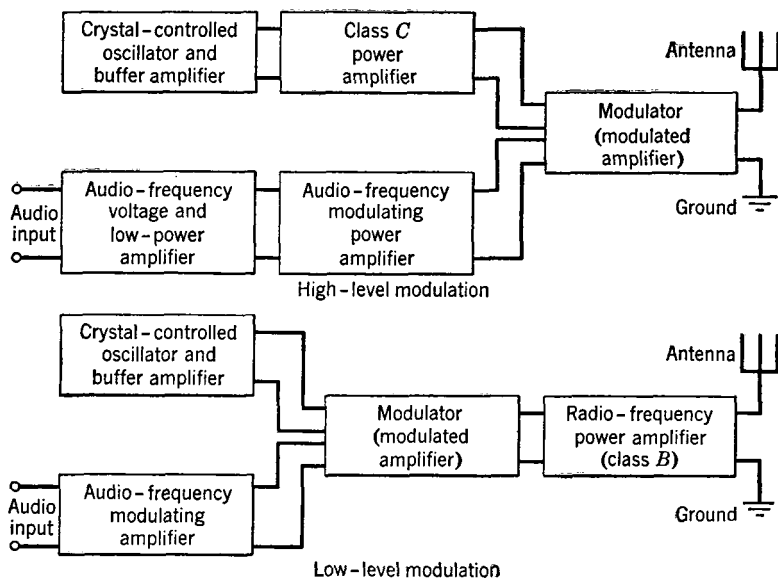 Crystal-controlled
oscillator and
buffer amplifier
Class C
power
amplifier
Antenna
Modulator
(modulated
amplifier)
Audio
input
Audio-frequency
voltage and
low-power
amplifier
Audio-frequency
modulating
power
amplifier
Ground
High-level modulation
Crystal-controlled
oscillator and
buffer amplifier
Antenna
Modulator
(modulated
amplifier)
Radio-frequency
power amplifier
(class B)
Audio
input
Audio-frequency
modulating
amplifier
Ground
Low-level modulation